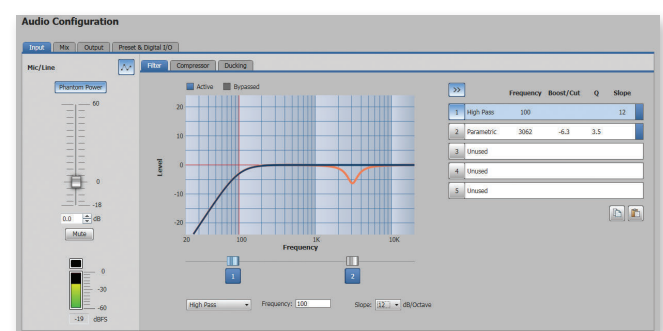 Audio Configuration
Input Mix Output Preset & Digital I/O
Mic/Line
Filter Compressor Ducking
Phantom Power
60
0
-18
0.0 dB
Mute
0
-30
-60
-19 dBFS
Active Bypassed
Level
20
10
0
-10
-20
20 100 1K 10K
Frequency
1 2
High Pass Frequency: 100 Slope: 12 dB/Octave
>> Frequency Boost/Cut Q Slope
1 High Pass 100 12
2 Parametric 3062 -6.3 3.5
3 Unused
4 Unused
5 Unused